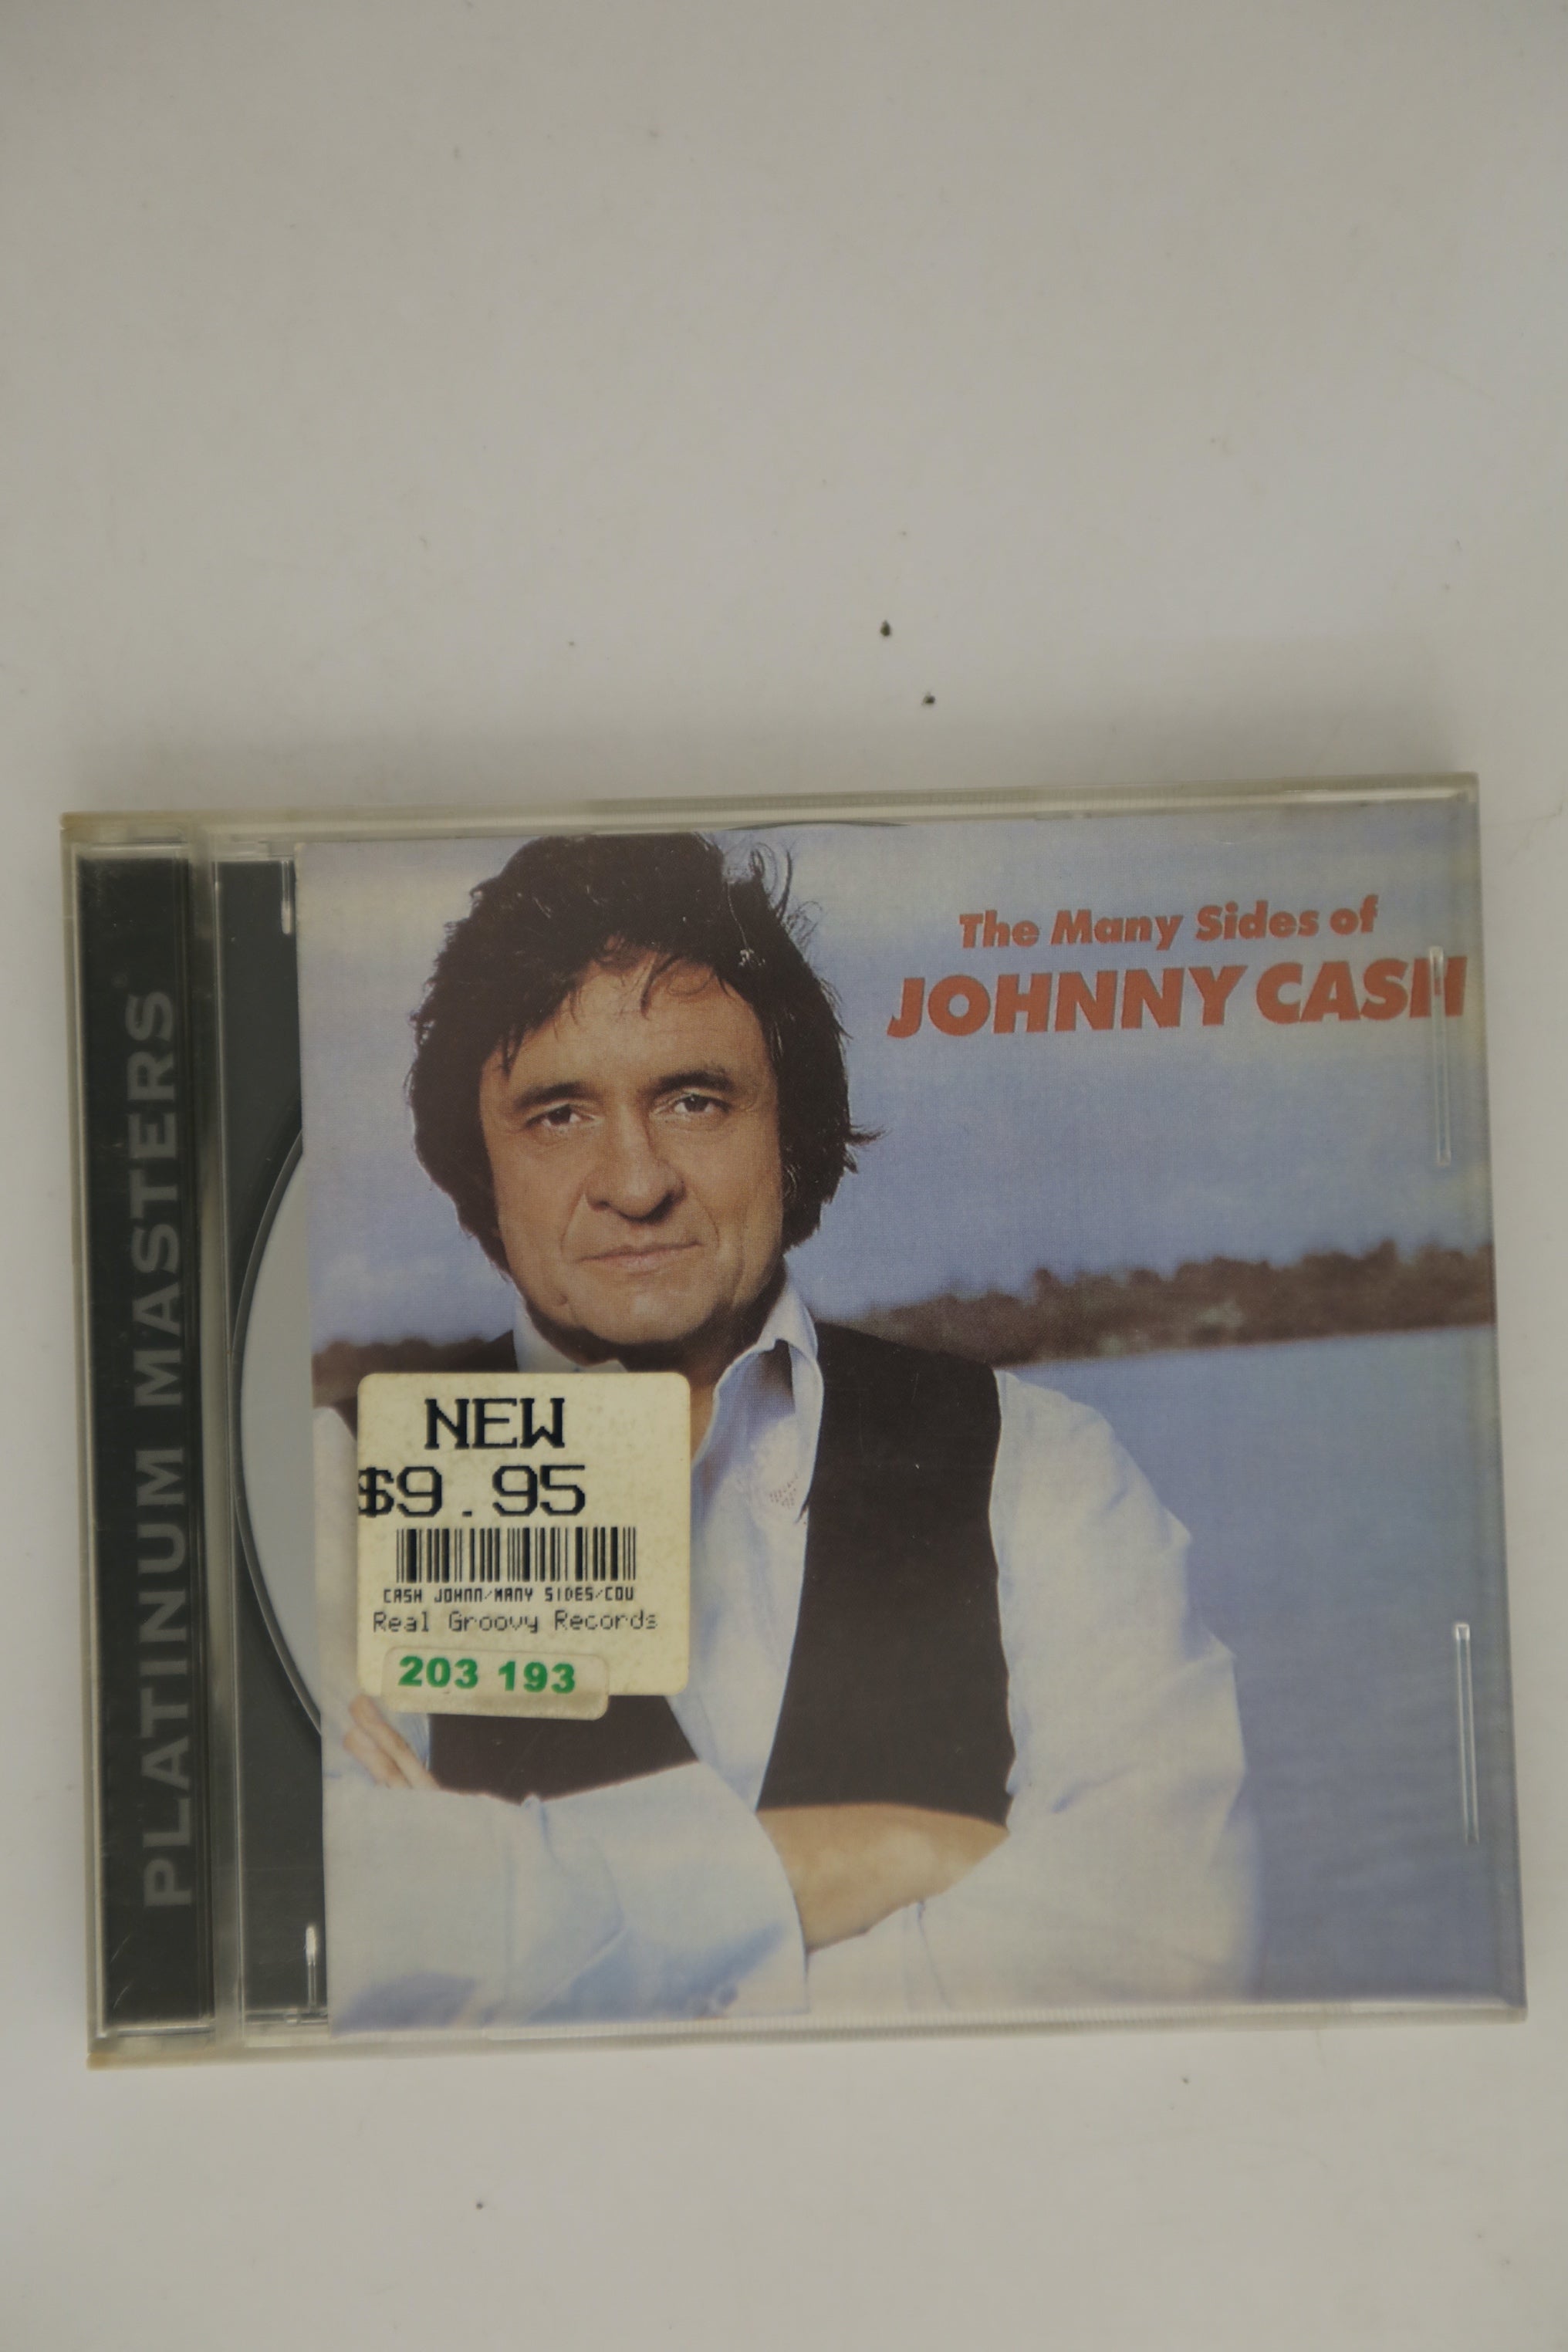 PLATINUM MASTERS®
The Many Sides of
JOHNNY CASH
NEW
$9.95
CASH JOHNN/MANY SIDES/COU
Real Groovy Records
203 193